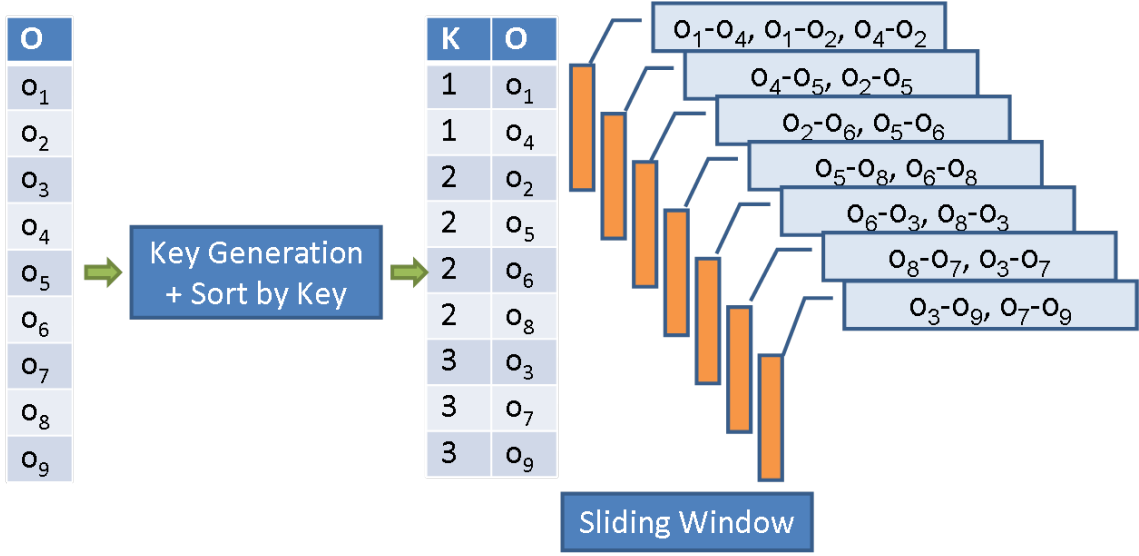 O
o₁
o₂
o₃
o₄
o₅
o₆
o₇
o₈
o₉
Key Generation
+ Sort by Key
K O
1 o₁
1 o₄
2 o₂
2 o₅
2 o₆
2 o₈
3 o₃
3 o₇
3 o₉
o₁-o₄, o₁-o₂, o₄-o₂
o₄-o₅, o₂-o₅
o₂-o₆, o₅-o₆
o₅-o₈, o₆-o₈
o₆-o₃, o₈-o₃
o₈-o₇, o₃-o₇
o₃-o₉, o₇-o₉
Sliding Window